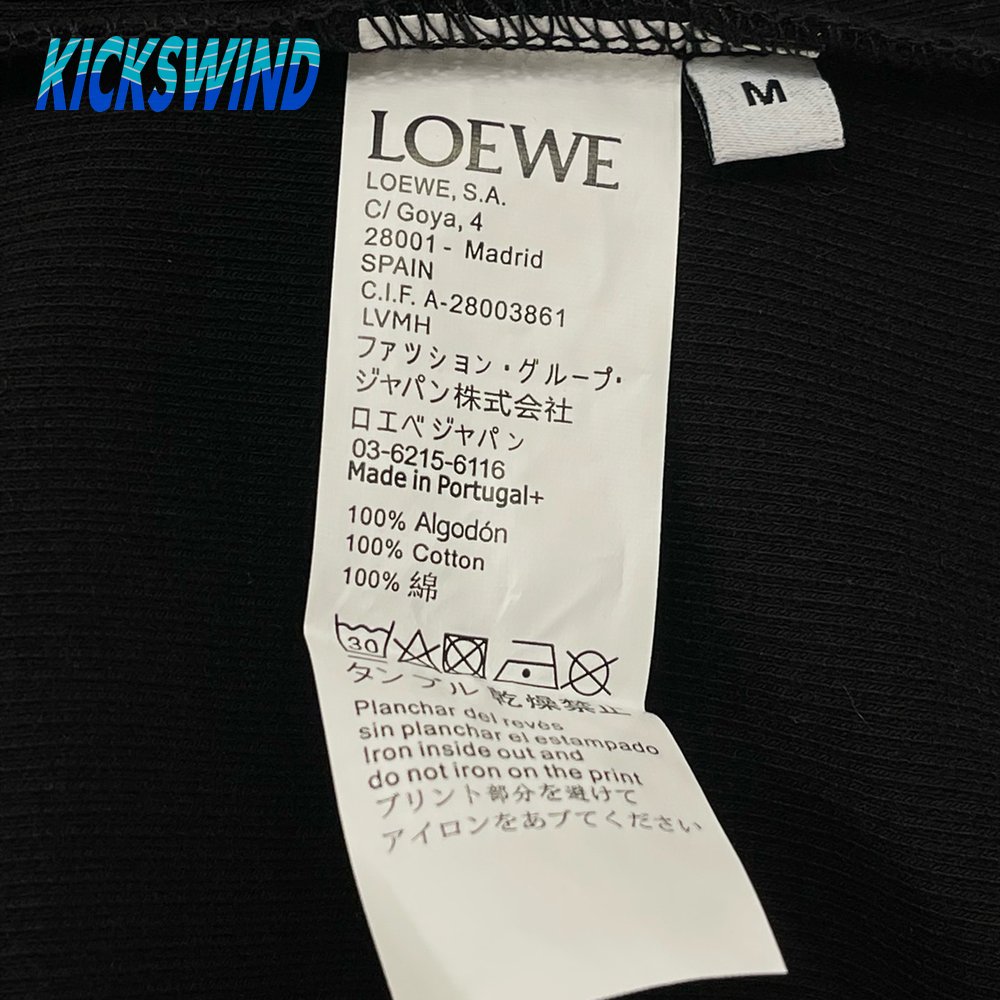 KICKSWIND
M
LOEWE
LOEWE, S.A.
C/ Goya, 4
28001 - Madrid
SPAIN
C.I.F. A-28003861
LVMH
ファツション・グループ・
ジャパン株式会社
ロエベジャパン
03-6215-6116
Made in Portugal+
100% Algodón
100% Cotton
100% 綿
30
タンブル 乾燥禁止
Planchar del revés
sin planchar el estampado
Iron inside out and
do not iron on the print
プリント部分を避けて
アイロンをあブてください